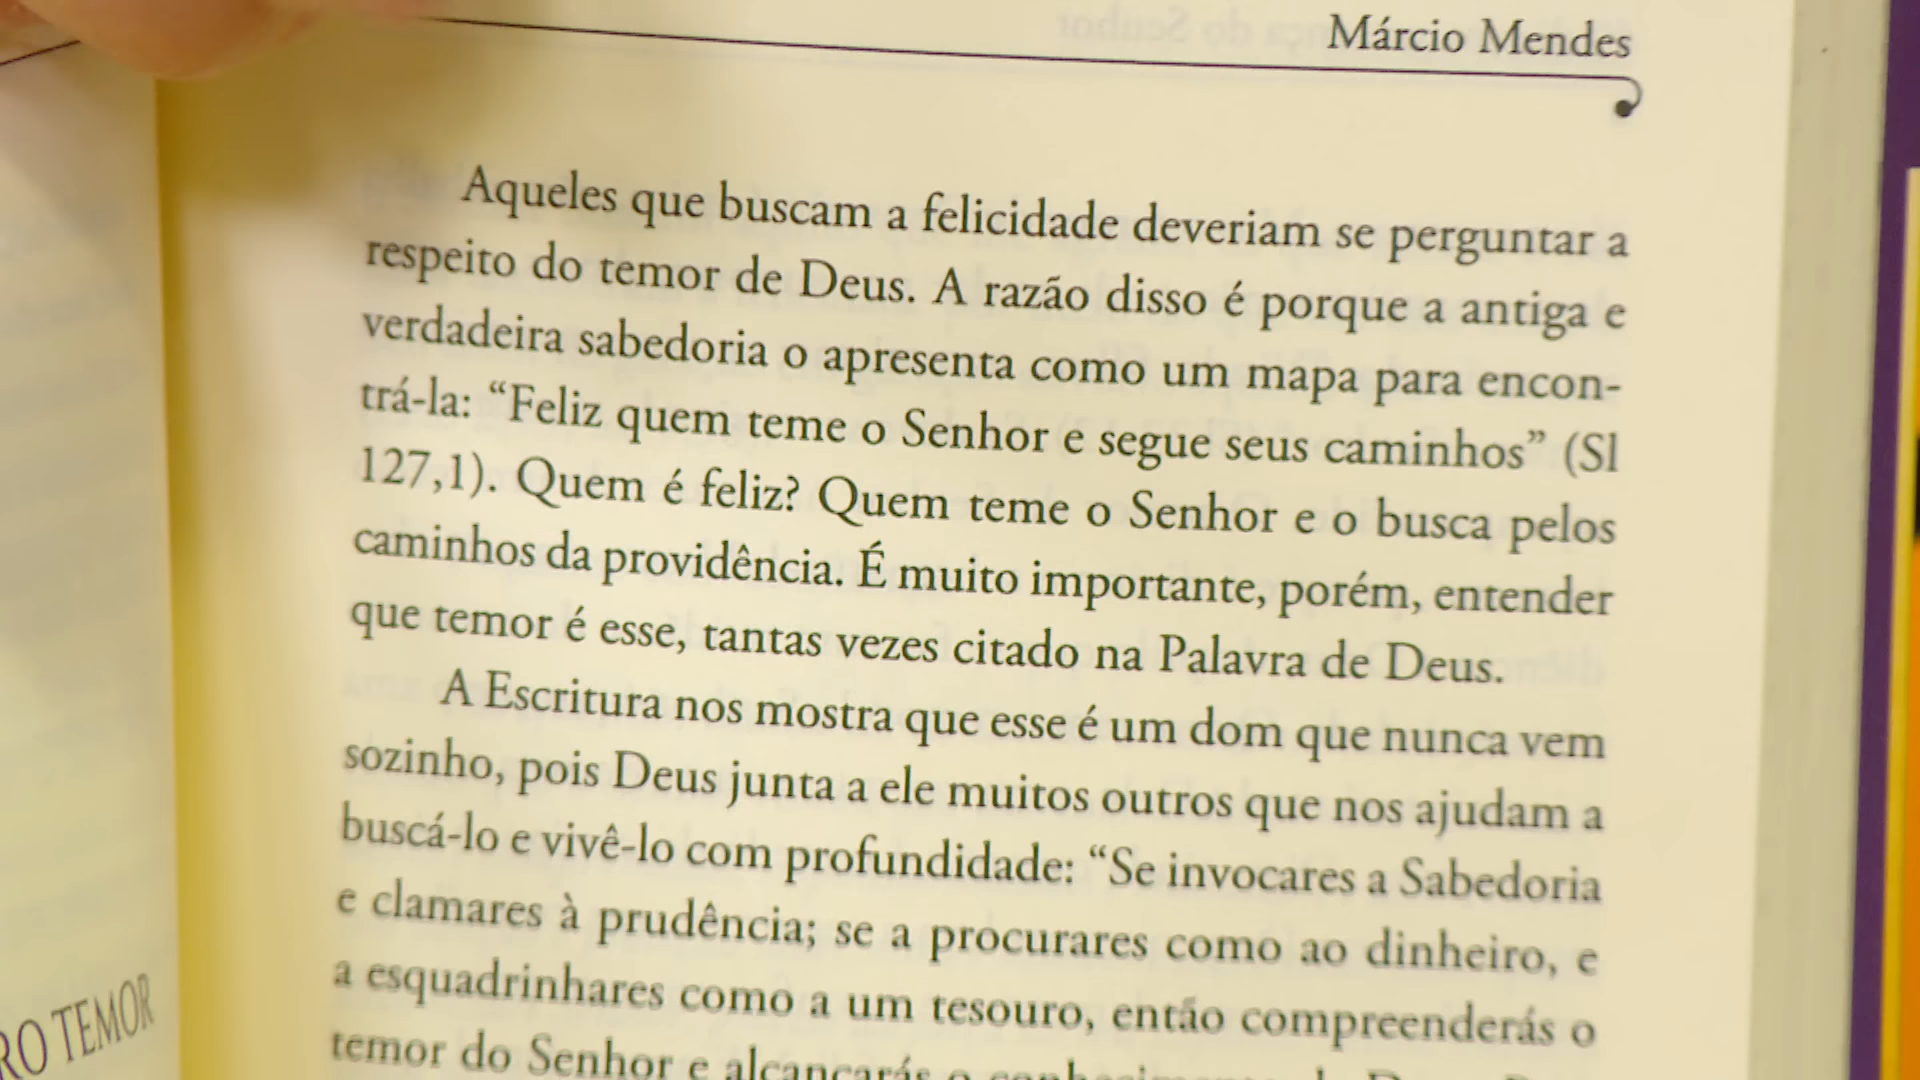 Márcio Mendes
Aqueles que buscam a felicidade deveriam se perguntar a
respeito do temor de Deus. A razão disso é porque a antiga e
verdadeira sabedoria o apresenta como um mapa para encon-
trá-la: “Feliz quem teme o Senhor e segue seus caminhos” (Sl
127,1). Quem é feliz? Quem teme o Senhor e o busca pelos
caminhos da providência. É muito importante, porém, entender
que temor é esse, tantas vezes citado na Palavra de Deus.
A Escritura nos mostra que esse é um dom que nunca vem
sozinho, pois Deus junta a ele muitos outros que nos ajudam a
buscá-lo e vivê-lo com profundidade: “Se invocares a Sabedoria
e clamares à prudência; se a procurares como ao dinheiro, e
a esquadrinhares como a um tesouro, então compreenderás o
temor do Senhor e alcançarás o
TEMOR